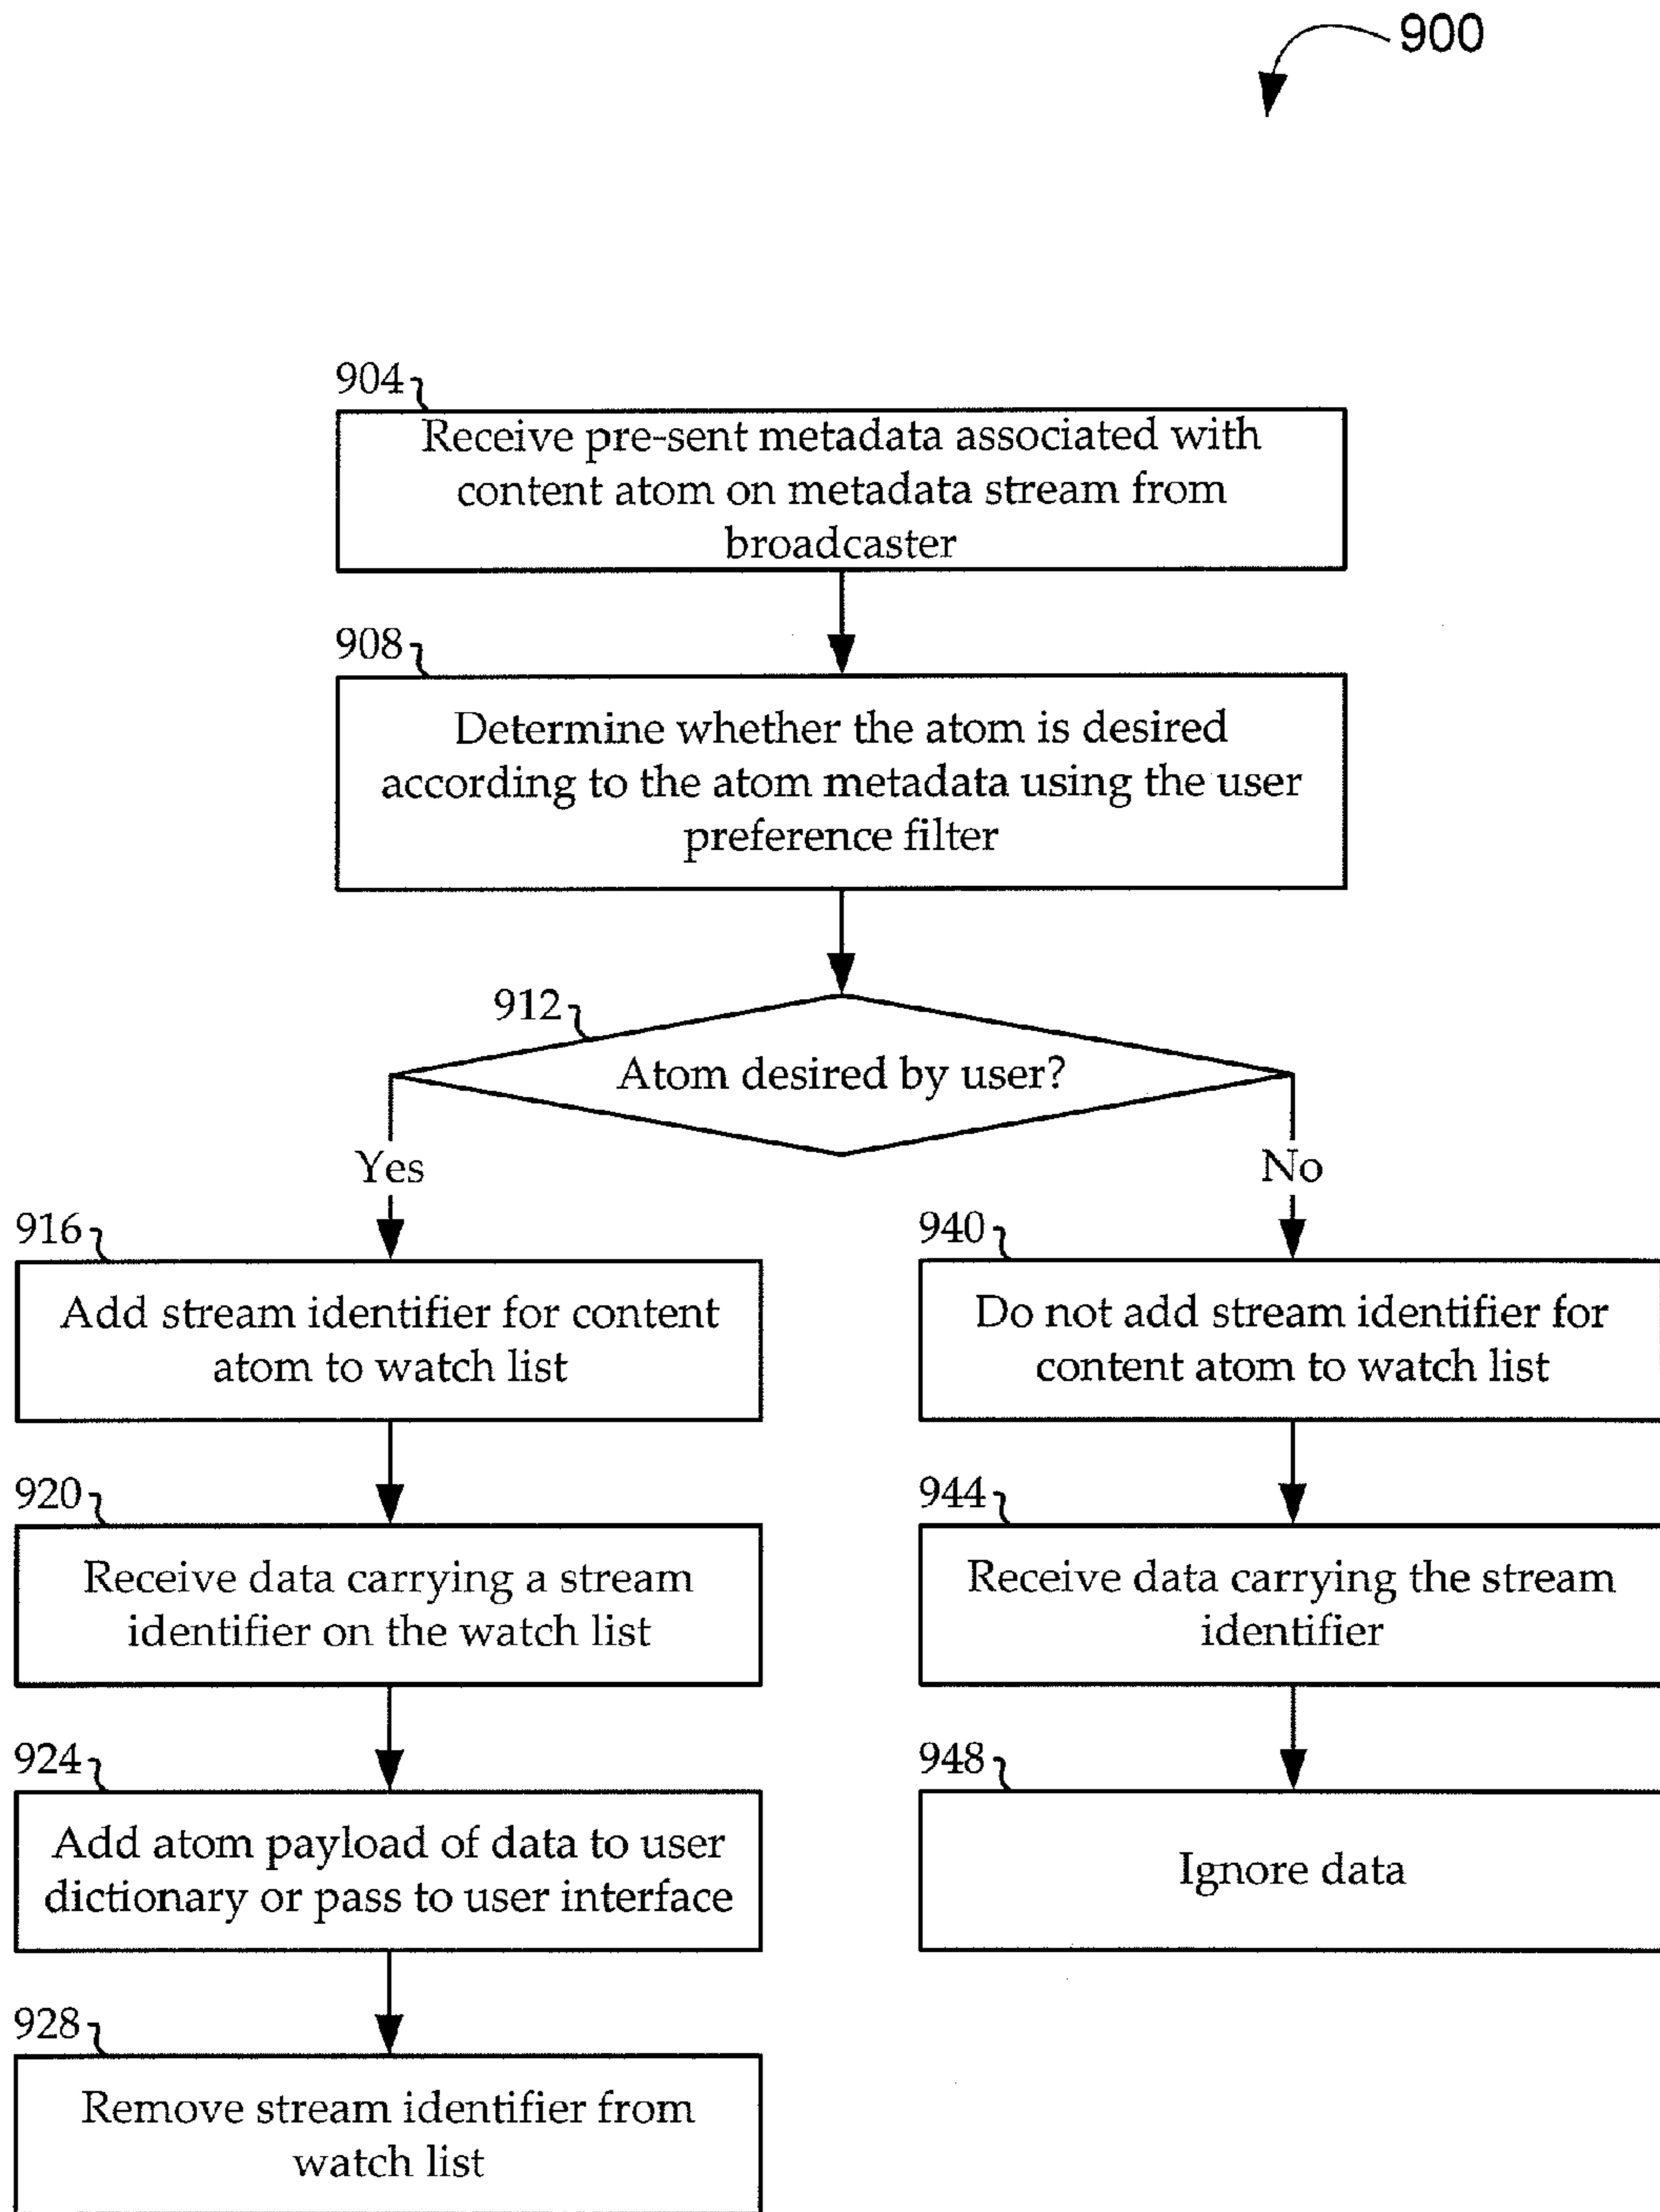 900
904
Receive pre-sent metadata associated with
content atom on metadata stream from
broadcaster
908
Determine whether the atom is desired
according to the atom metadata using the user
preference filter
912
Atom desired by user?
Yes
No
916
Add stream identifier for content
atom to watch list
940
Do not add stream identifier for
content atom to watch list
920
Receive data carrying a stream
identifier on the watch list
944
Receive data carrying the stream
identifier
924
Add atom payload of data to user
dictionary or pass to user interface
948
Ignore data
928
Remove stream identifier from
watch list